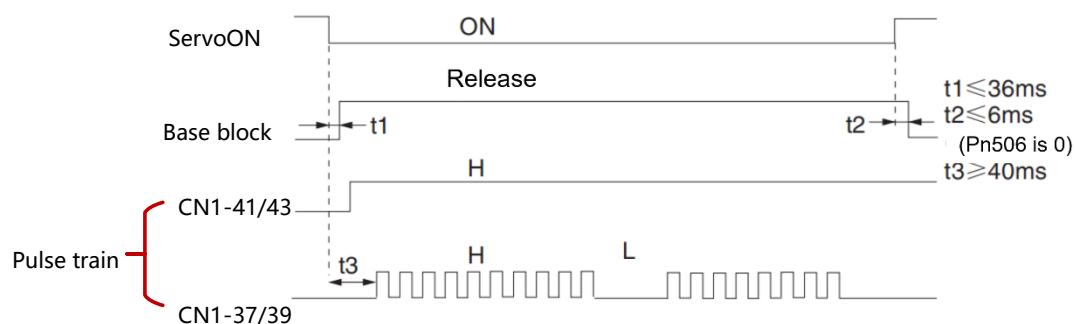 ServoON
ON
Release
Base block
t1
t2
t1≤36ms
t2≤6ms
(Pn506 is 0)
t3≥40ms
H
CN1-41/43
Pulse train
t3
H
L
CN1-37/39